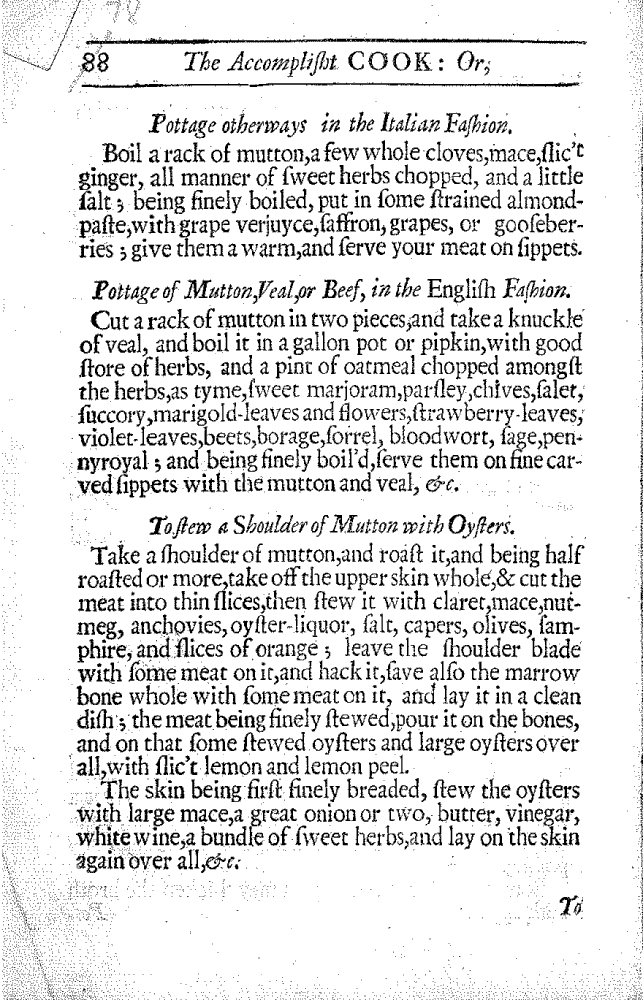 88 The Accompliſht COOK: Or,
Pottage otherways in the Italian Faſhion.
Boil a rack of mutton,a few whole cloves,mace,ſlic't
ginger, all manner of ſweet herbs chopped, and a little
ſalt; being finely boiled, put in ſome ſtrained almond-
paſte,with grape verjuyce,ſaffron, grapes, or gooſeber-
ries; give them a warm,and ſerve your meat on ſippets.
Pottage of Mutton,Veal,or Beef, in the Engliſh Faſhion.
Cut a rack of mutton in two pieces,and take a knuckle
of veal, and boil it in a gallon pot or pipkin,with good
ſtore of herbs, and a pint of oatmeal chopped amongſt
the herbs,as tyme,ſweet marjoram,parſley,chives,ſalet,
ſuccory,marigold-leaves and flowers,ſtrawberry-leaves,
violet-leaves,beets,borage,ſorrel, bloodwort, ſage,pen-
nyroyal; and being finely boil'd,ſerve them on fine car-
ved ſippets with the mutton and veal, &c.
To ſtew a Shoulder of Mutton with Oyſters.
Take a ſhoulder of mutton,and roaſt it,and being half
roaſted or more,take off the upper skin whole,& cut the
meat into thin ſlices,then ſtew it with claret,mace,nut-
meg, anchovies, oyſter-liquor, ſalt, capers, olives, ſam-
phire, and ſlices of orange; leave the ſhoulder blade
with ſome meat on it,and hack it,ſave alſo the marrow
bone whole with ſome meat on it, and lay it in a clean
diſh; the meat being finely ſtewed,pour it on the bones,
and on that ſome ſtewed oyſters and large oyſters over
all,with ſlic't lemon and lemon peel.
The skin being firſt finely breaded, ſtew the oyſters
with large mace,a great onion or two, butter, vinegar,
white wine,a bundle of ſweet herbs,and lay on the skin
again over all,&c.
To